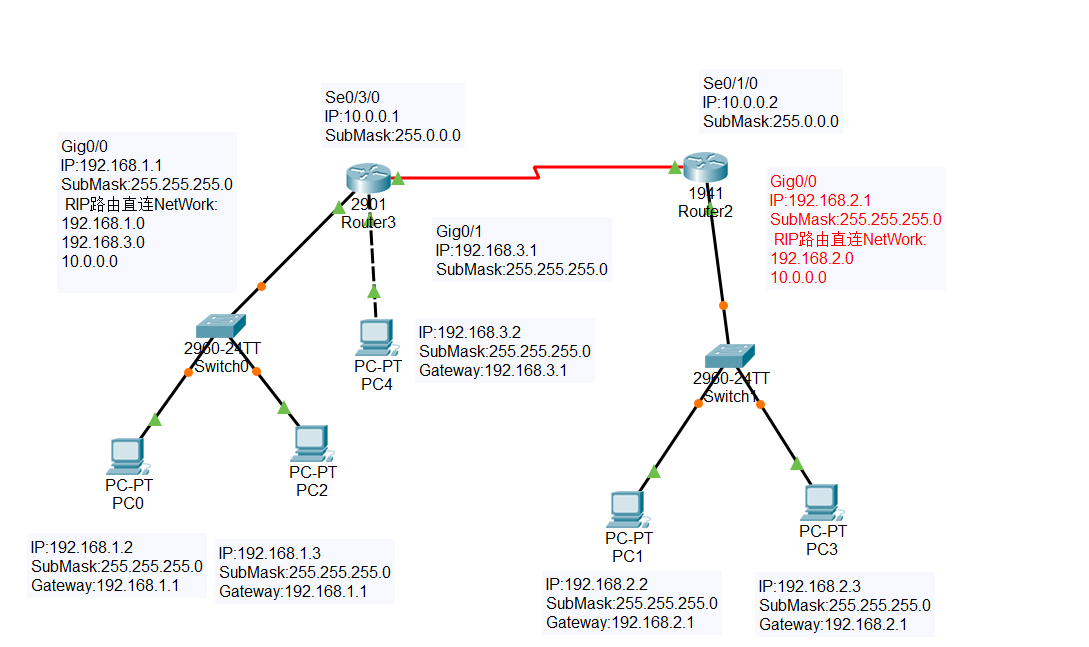 Se0/3/0
IP:10.0.0.1
SubMask:255.0.0.0
Se0/1/0
IP:10.0.0.2
SubMask:255.0.0.0
Gig0/0
IP:192.168.1.1
SubMask:255.255.255.0
RIP路由直连NetWork:
192.168.1.0
192.168.3.0
10.0.0.0
2901
Router3
1941
Router2
Gig0/0
IP:192.168.2.1
SubMask:255.255.255.0
RIP路由直连NetWork:
192.168.2.0
10.0.0.0
Gig0/1
IP:192.168.3.1
SubMask:255.255.255.0
2960-24TT
Switch0
PC-PT
PC4
IP:192.168.3.2
SubMask:255.255.255.0
Gateway:192.168.3.1
2960-24TT
Switch1
PC-PT
PC0
PC-PT
PC2
PC-PT
PC1
PC-PT
PC3
IP:192.168.1.2
SubMask:255.255.255.0
Gateway:192.168.1.1
IP:192.168.1.3
SubMask:255.255.255.0
Gateway:192.168.1.1
IP:192.168.2.2
SubMask:255.255.255.0
Gateway:192.168.2.1
IP:192.168.2.3
SubMask:255.255.255.0
Gateway:192.168.2.1